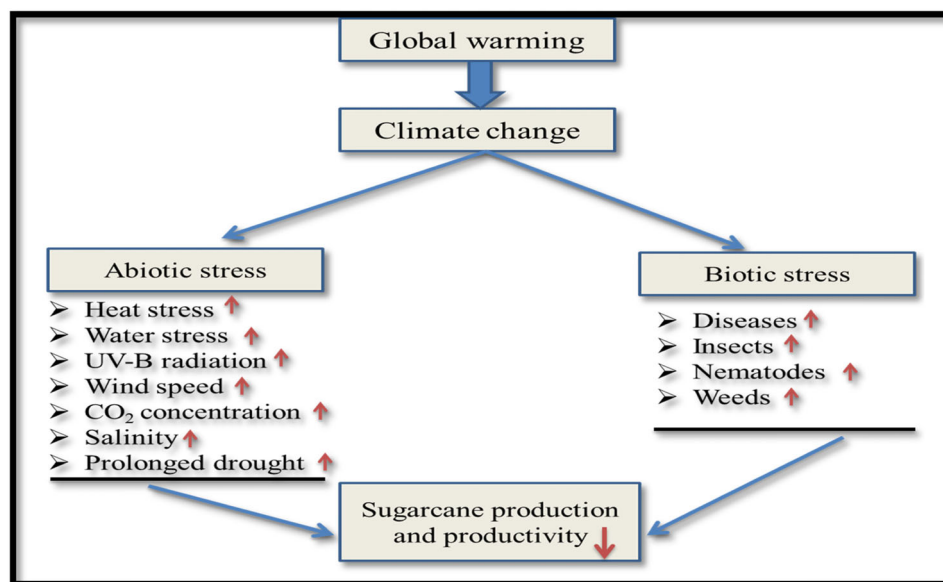 Global warming
Climate change
Abiotic stress
➢ Heat stress ↑
➢ Water stress ↑
➢ UV-B radiation ↑
➢ Wind speed ↑
➢ CO₂ concentration ↑
➢ Salinity ↑
➢ Prolonged drought ↑
Biotic stress
➢ Diseases ↑
➢ Insects ↑
➢ Nematodes ↑
➢ Weeds ↑
Sugarcane production
and productivity ↓